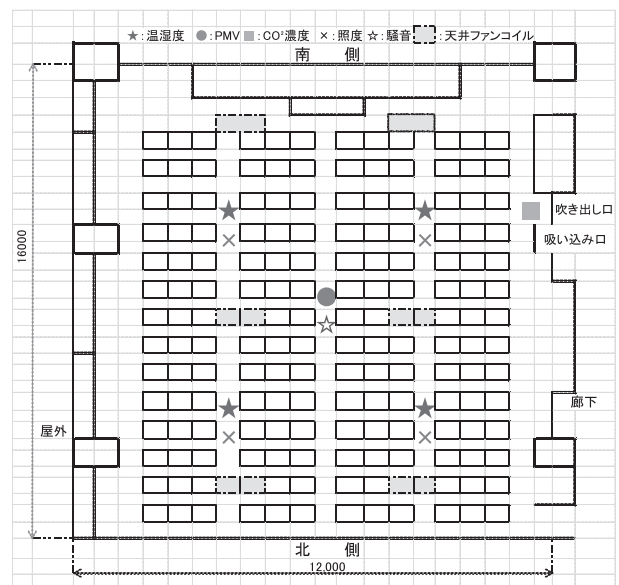 ★:温湿度 ●:PMV ■:CO²濃度 ×:照度 ☆:騒音 :天井ファンコイル
南 側
吹き出し口
吸い込み口
16000
廊下
屋外
北 側
12,000